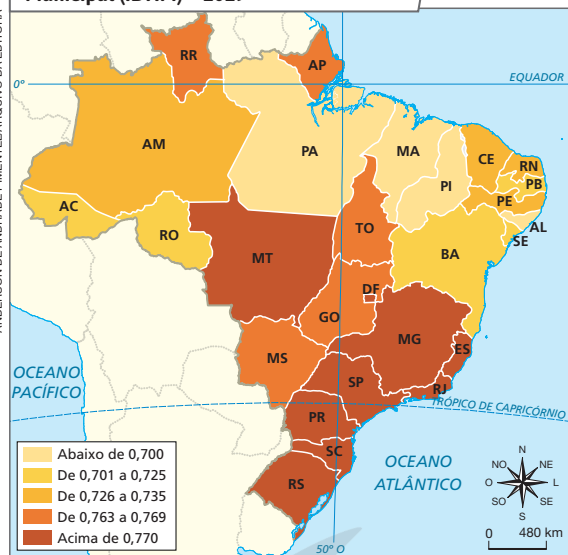 RR
AP
0°
EQUADOR
AM
PA
MA
CE
RN
PB
PI
PE
AL
SE
AC
RO
TO
BA
MT
DF
GO
MG
ES
MS
SP
RJ
OCEANO
PACÍFICO
TRÓPICO DE CAPRICÓRNIO
PR
SC
RS
OCEANO
ATLÂNTICO
Abaixo de 0,700
De 0,701 a 0,725
De 0,726 a 0,735
De 0,763 a 0,769
Acima de 0,770
N
NO
NE
O
L
SO
SE
S
0 480 km
50° O